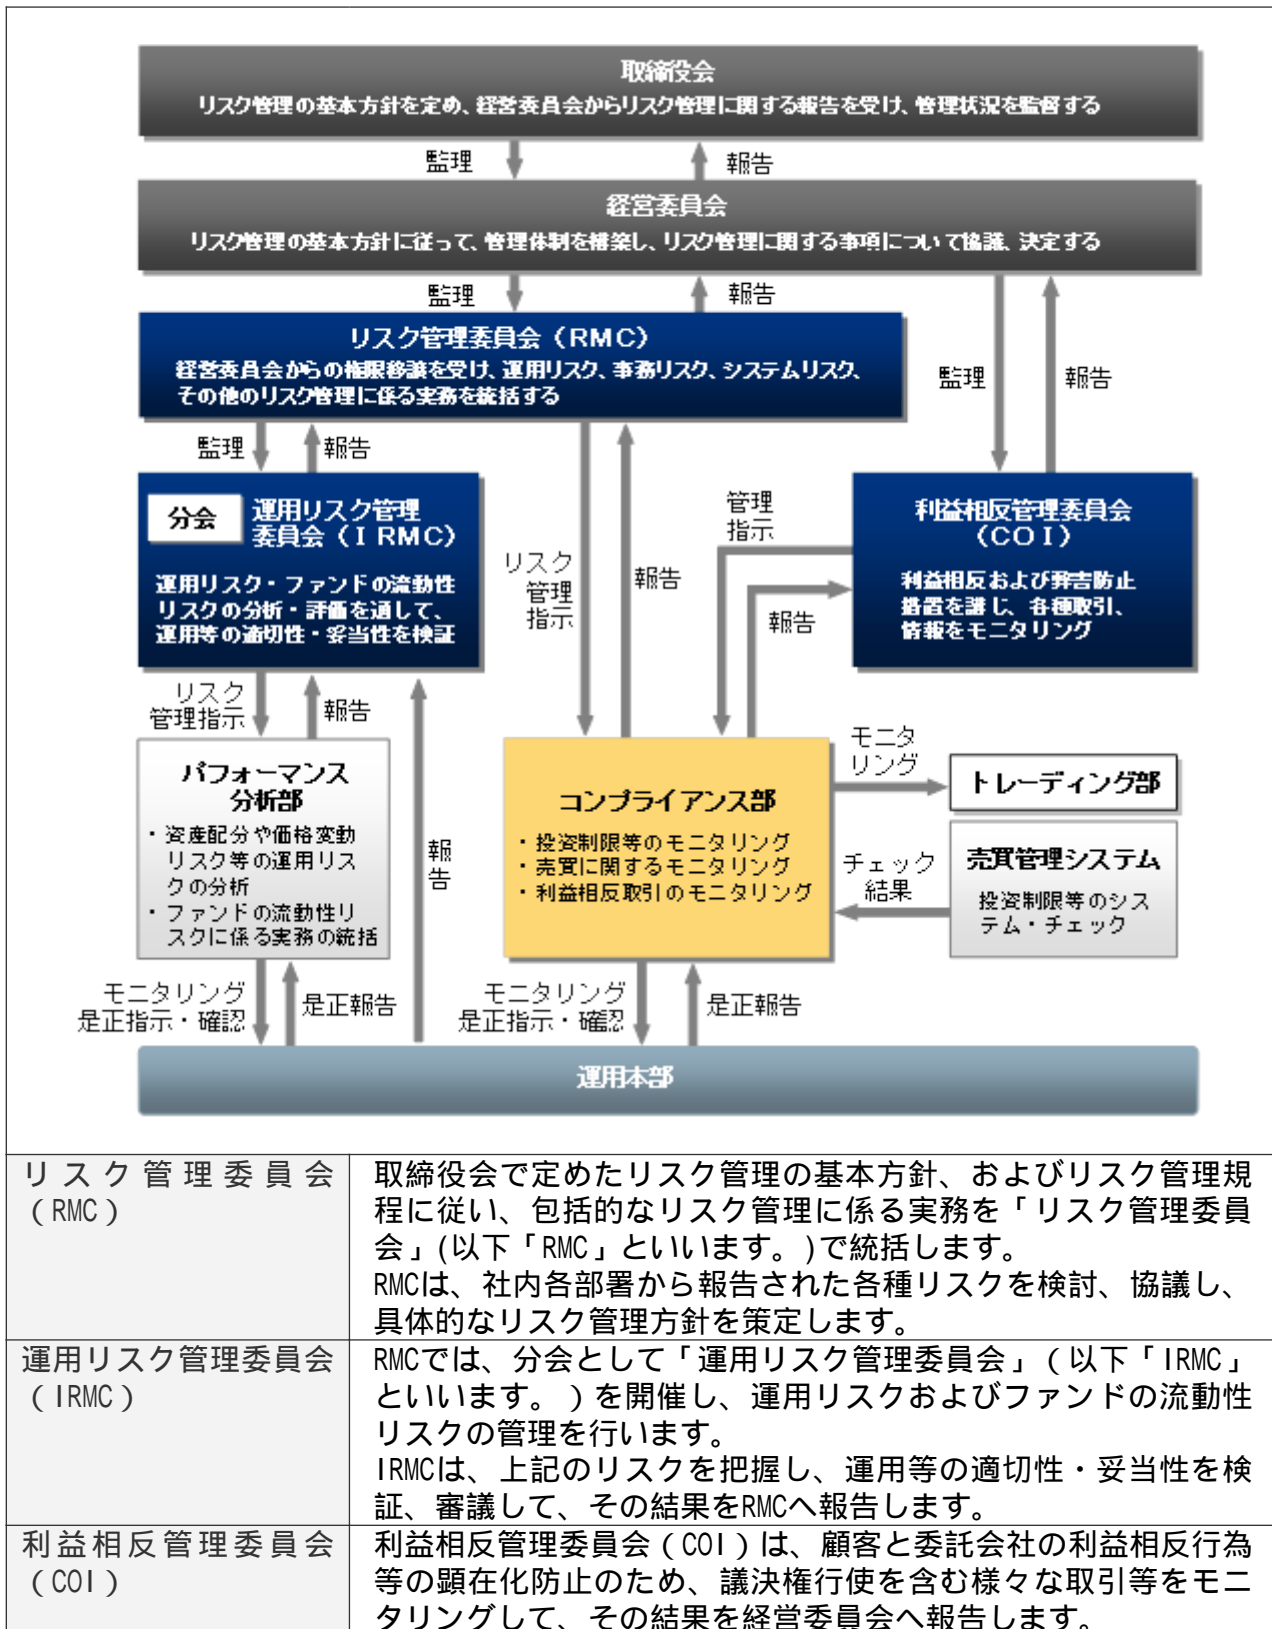 取締役会
リスク管理の基本方針を定め、経営委員会からリスク管理に関する報告を受け、管理状況を監督する
監理
報告
経営委員会
リスク管理の基本方針に従って、管理体制を構築し、リスク管理に関する事項について協議、決定する
監理
報告
リスク管理委員会（RMC）
経営委員会からの権限移譲を受け、運用リスク、事務リスク、システムリスク、
その他のリスク管理に係る実務を統括する
監理
報告
監理
報告
分会
運用リスク管理
委員会（IRMC）
運用リスク・ファンドの流動性
リスクの分析・評価を通して、
運用等の適切性・妥当性を検証
リスク
管理
指示
報告
管理
指示
報告
利益相反管理委員会
（COI）
利益相反および弊害防止
措置を講じ、各種取引、
情報をモニタリング
リスク
管理指示
報告
パフォーマンス
分析部
・資産配分や価格変動
リスク等の運用リス
クの分析
・ファンドの流動性リ
スクに係る実務の統括
報
告
コンプライアンス部
・投資制限等のモニタリング
・売買に関するモニタリング
・利益相反取引のモニタリング
モニタ
リング
トレーディング部
チェック
結果
売買管理システム
投資制限等のシス
テム・チェック
モニタリング
是正指示・確認
是正報告
モニタリング
是正指示・確認
是正報告
運用本部
リスク管理委員会
（RMC）
取締役会で定めたリスク管理の基本方針、およびリスク管理規
程に従い、包括的なリスク管理に係る実務を「リスク管理委員
会」(以下「RMC」といいます。)で統括します。
RMCは、社内各部署から報告された各種リスクを検討、協議し、
具体的なリスク管理方針を策定します。
運用リスク管理委員会
（IRMC）
RMCでは、分会として「運用リスク管理委員会」（以下「IRMC」
といいます。）を開催し、運用リスクおよびファンドの流動性
リスクの管理を行います。
IRMCは、上記のリスクを把握し、運用等の適切性・妥当性を検
証、審議して、その結果をRMCへ報告します。
利益相反管理委員会
（COI）
利益相反管理委員会（COI）は、顧客と委託会社の利益相反行為
等の顕在化防止のため、議決権行使を含む様々な取引等をモニ
タリングして、その結果を経営委員会へ報告します。